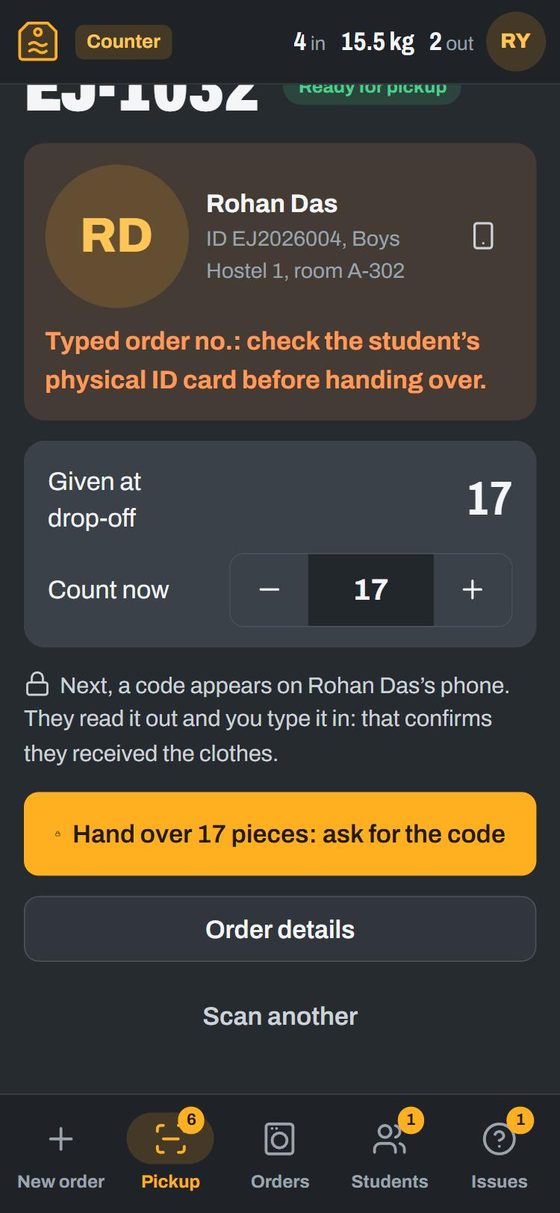 Counter
4 in 15.5 kg 2 out
RY
EJ-1032
Ready for pickup
RD
Rohan Das
ID EJ2026004, Boys
Hostel 1, room A-302
Typed order no.: check the student’s
physical ID card before handing over.
Given at
drop-off
17
Count now
− 17 +
Next, a code appears on Rohan Das’s phone.
They read it out and you type it in: that confirms
they received the clothes.
Hand over 17 pieces: ask for the code
Order details
Scan another
6
1
1
New order
Pickup
Orders
Students
Issues